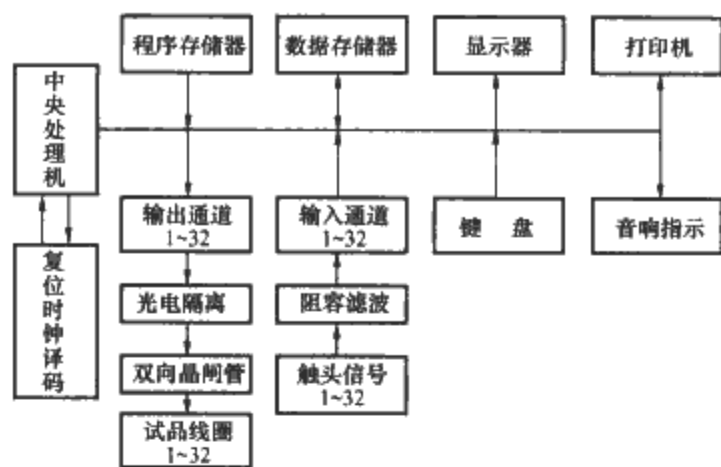 程序存储器
数据存储器
显示器
打印机
中央处理机
输出通道
1~32
输入通道
1~32
键 盘
音响指示
复位时钟译码
光电隔离
阻容滤波
双向晶闸管
触头信号
1~32
试品线圈
1~32